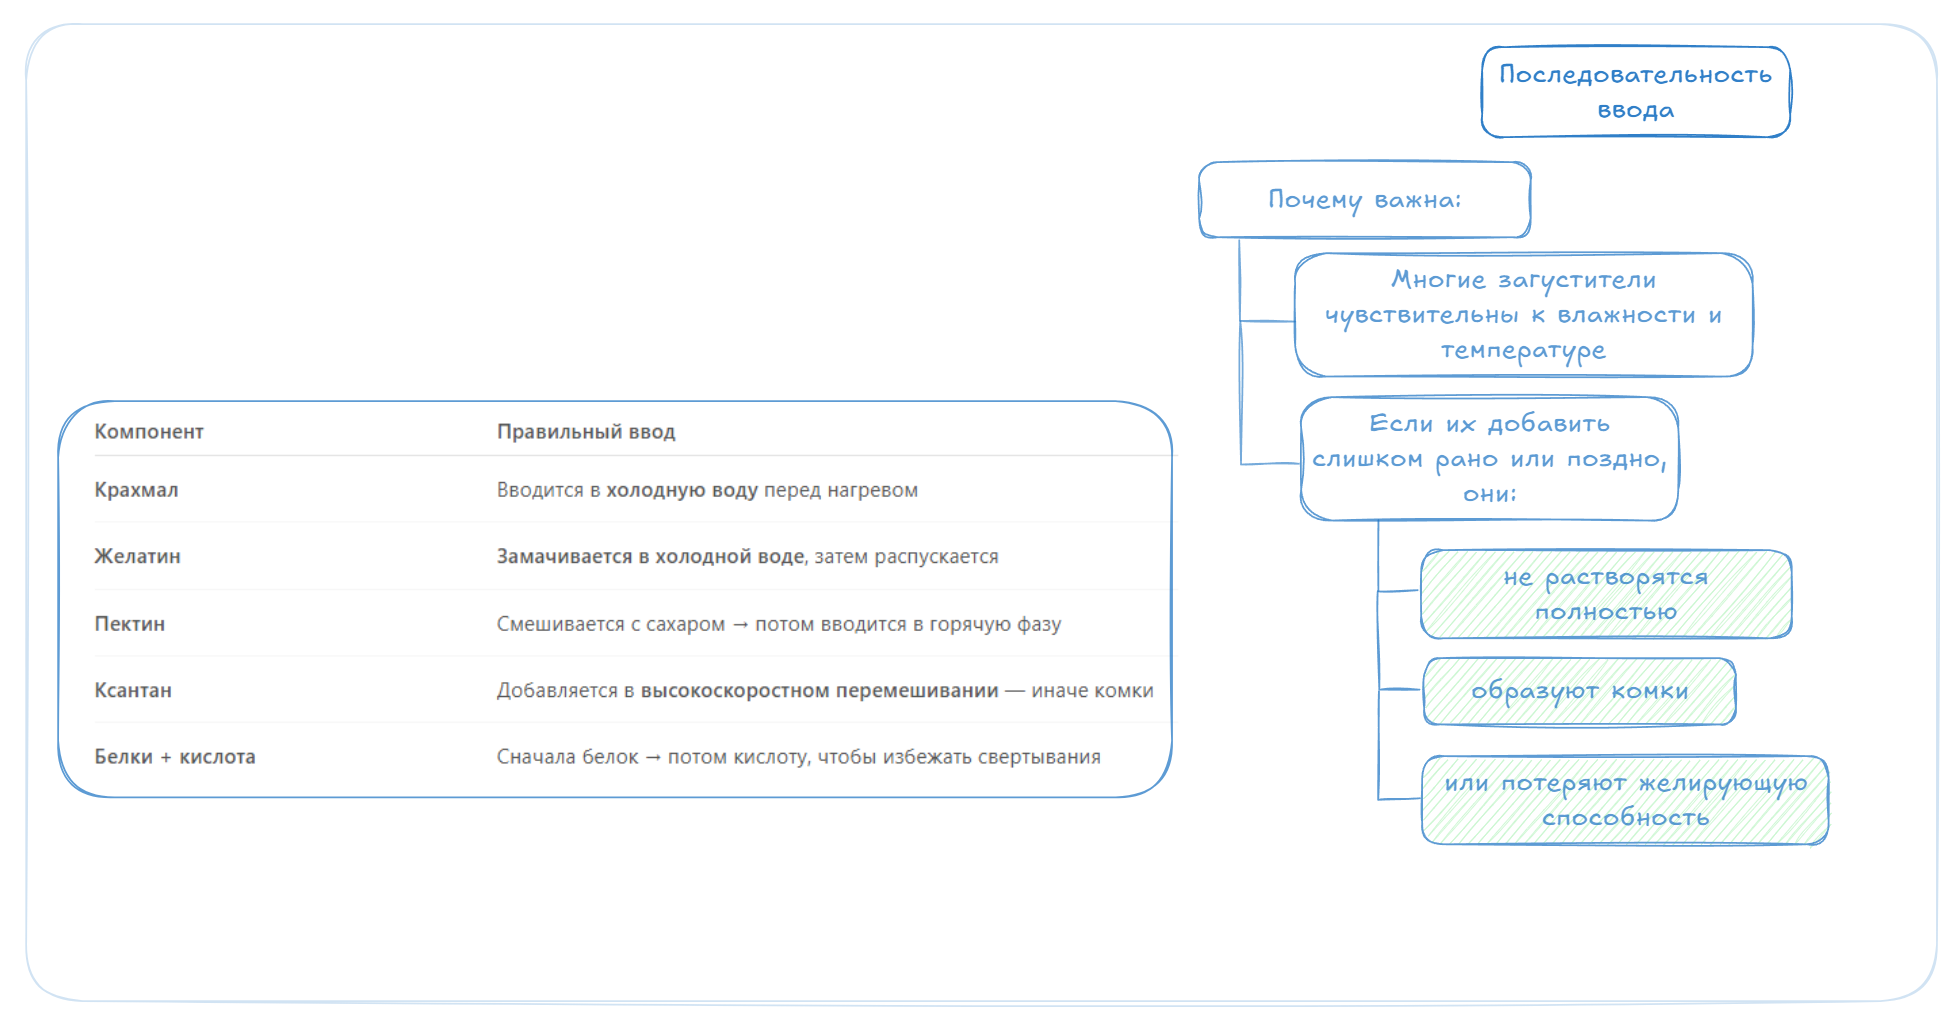 Последовательность
ввода
Почему важна:
Многие загустители
чувствительны к влажности и
температуре
Если их добавить
слишком рано или поздно,
они:
не растворятся
полностью
образуют комки
или потеряют желирующую
способность
Компонент Правильный ввод
Крахмал Вводится в холодную воду перед нагревом
Желатин Замачивается в холодной воде, затем распускается
Пектин Смешивается с сахаром → потом вводится в горячую фазу
Ксантан Добавляется в высокоскоростном перемешивании — иначе комки
Белки + кислота Сначала белок → потом кислоту, чтобы избежать свертывания